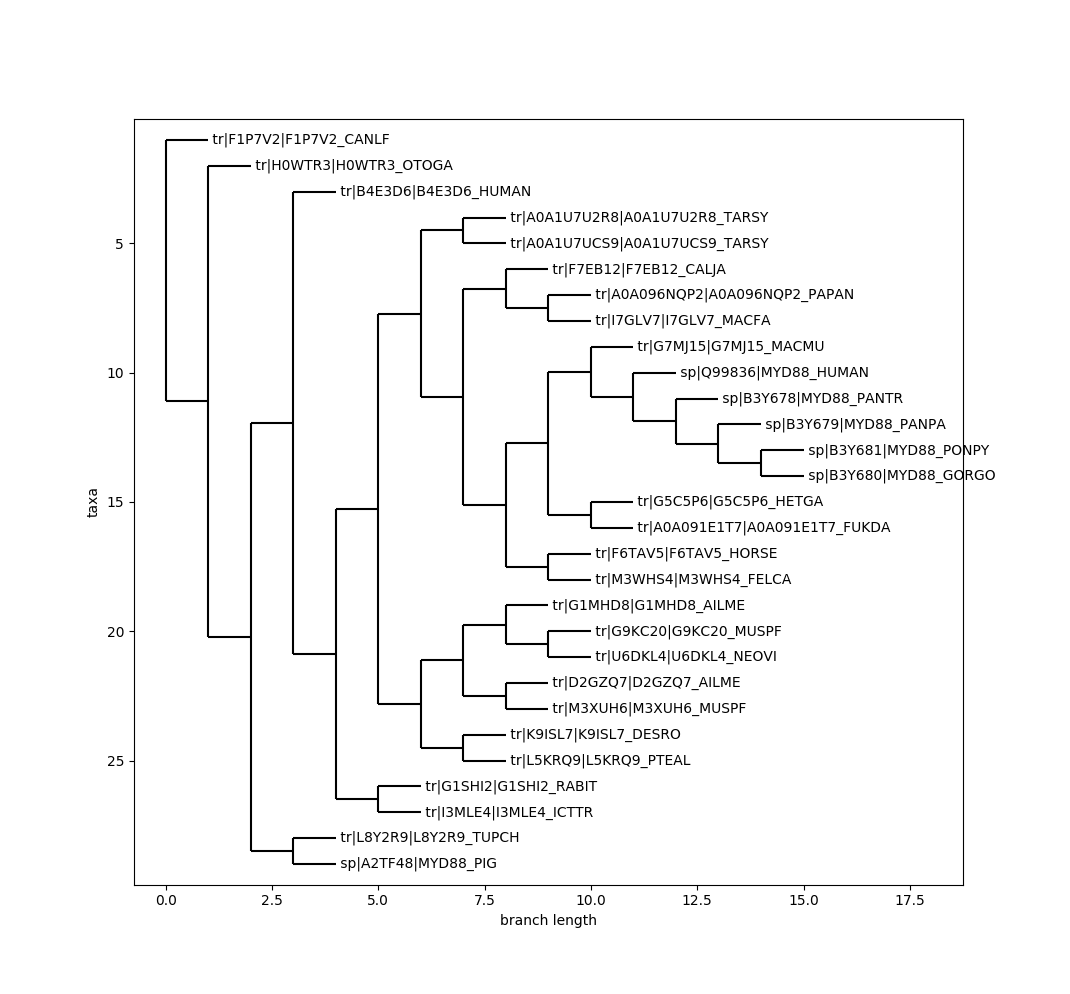 tr|F1P7V2|F1P7V2_CANLF
tr|H0WTR3|H0WTR3_OTOGA
tr|B4E3D6|B4E3D6_HUMAN
tr|A0A1U7U2R8|A0A1U7U2R8_TARSY
5
tr|A0A1U7UCS9|A0A1U7UCS9_TARSY
tr|F7EB12|F7EB12_CALJA
tr|A0A096NQP2|A0A096NQP2_PAPAN
tr|I7GLV7|I7GLV7_MACFA
tr|G7MJ15|G7MJ15_MACMU
10
sp|Q99836|MYD88_HUMAN
sp|B3Y678|MYD88_PANTR
sp|B3Y679|MYD88_PANPA
sp|B3Y681|MYD88_PONPY
sp|B3Y680|MYD88_GORGO
taxa
15
tr|G5C5P6|G5C5P6_HETGA
tr|A0A091E1T7|A0A091E1T7_FUKDA
tr|F6TAV5|F6TAV5_HORSE
tr|M3WHS4|M3WHS4_FELCA
tr|G1MHD8|G1MHD8_AILME
20
tr|G9KC20|G9KC20_MUSPF
tr|U6DKL4|U6DKL4_NEOVI
tr|D2GZQ7|D2GZQ7_AILME
tr|M3XUH6|M3XUH6_MUSPF
tr|K9ISL7|K9ISL7_DESRO
25
tr|L5KRQ9|L5KRQ9_PTEAL
tr|G1SHI2|G1SHI2_RABIT
tr|I3MLE4|I3MLE4_ICTTR
tr|L8Y2R9|L8Y2R9_TUPCH
sp|A2TF48|MYD88_PIG
0.0 2.5 5.0 7.5 10.0 12.5 15.0 17.5
branch length